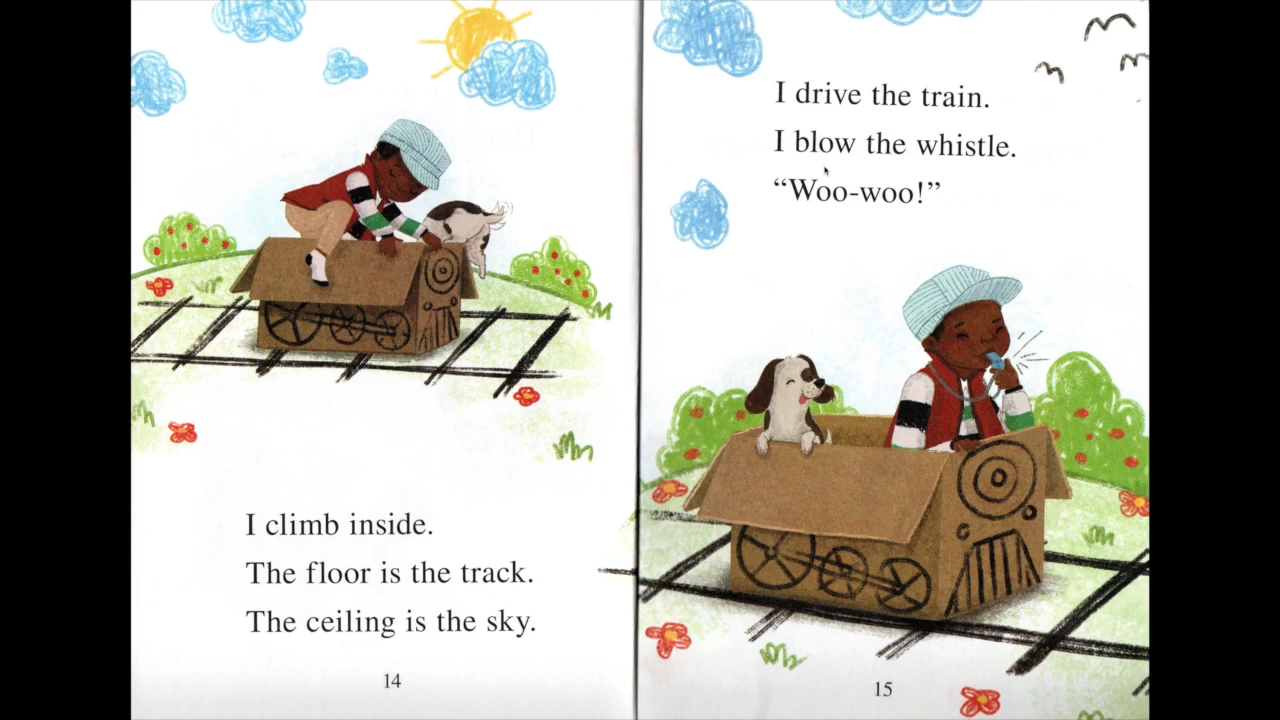 I climb inside.
The floor is the track.
The ceiling is the sky.
14
I drive the train.
I blow the whistle.
“Woo-woo!”
15